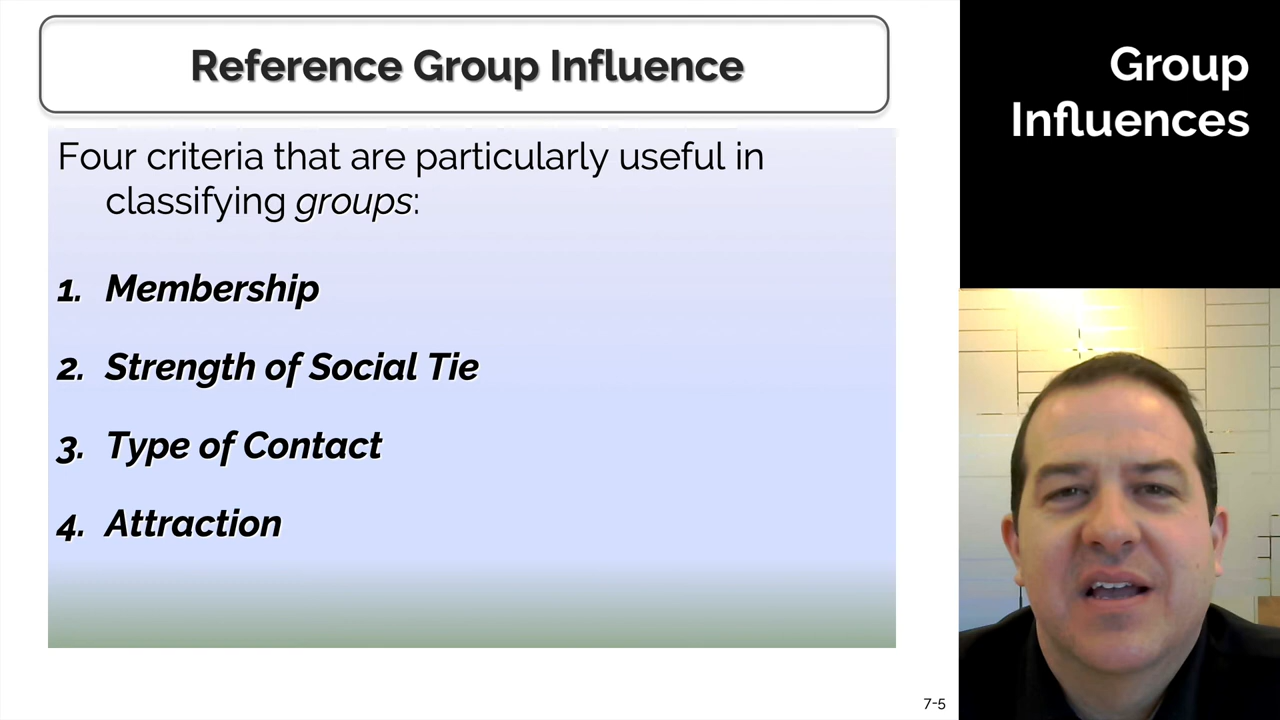 Reference Group Influence
Four criteria that are particularly useful in
classifying groups:
1. Membership
2. Strength of Social Tie
3. Type of Contact
4. Attraction
7-5
Group
Influences